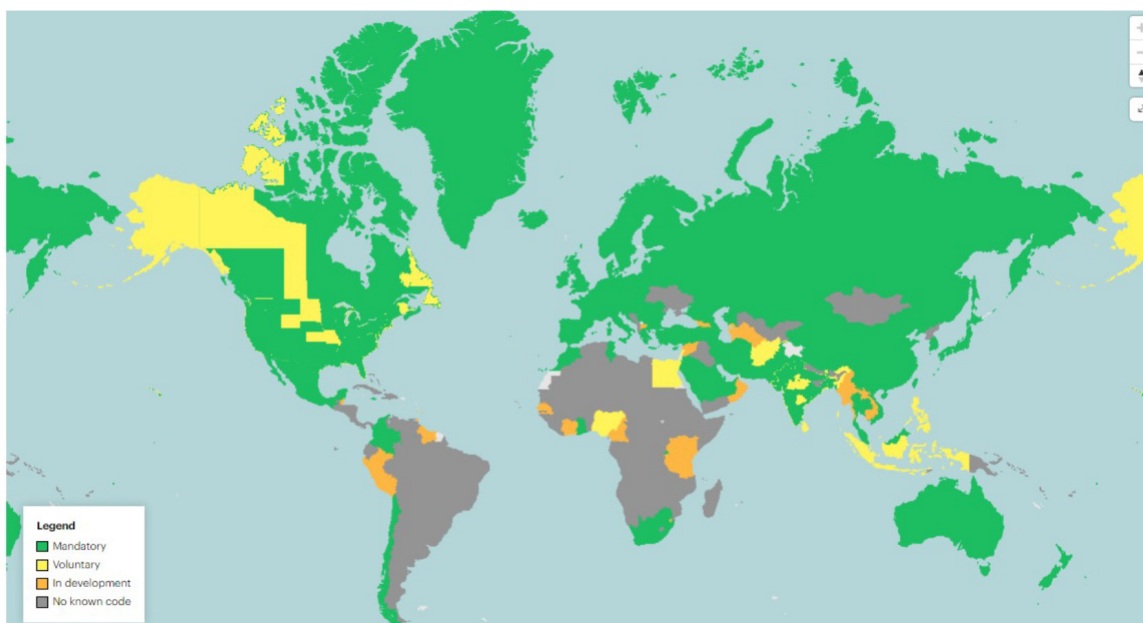 Legend
Mandatory
Voluntary
In development
No known code